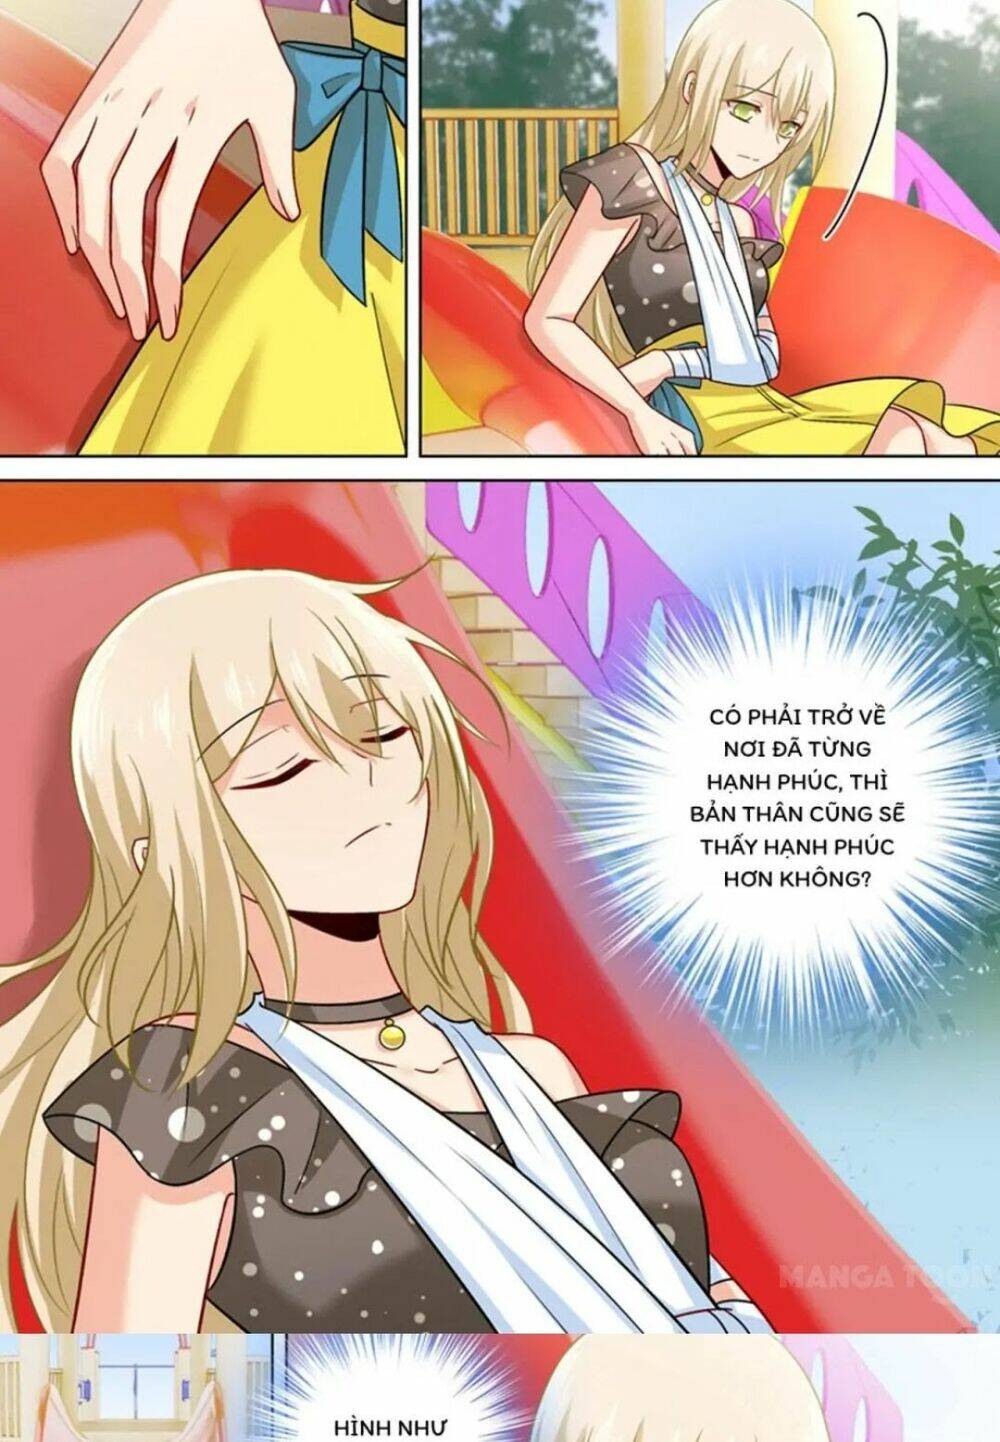 CÓ PHẢI TRỞ VỀ
NƠI ĐÃ TỪNG
HẠNH PHÚC, THÌ
BẢN THÂN CŨNG SẼ
THẤY HẠNH PHÚC
HƠN KHÔNG?
MANGA TOON
HÌNH NHƯ